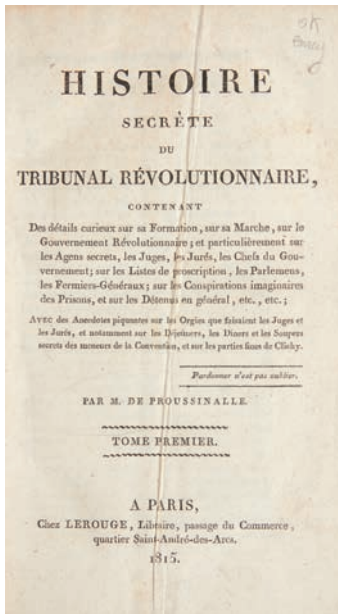 OK
HISTOIRE
SECRÈTE
DU
TRIBUNAL RÉVOLUTIONNAIRE,
CONTENANT
Des détails curieux sur sa Formation, sur sa Marche, sur le
Gouvernement Révolutionnaire; et particulièrement sur
les Agens secrets, les Juges, les Jurés, les Chefs du Gou-
vernement; sur les Listes de proscription, les Parlemens,
les Fermiers-Généraux; sur les Conspirations imaginaires
des Prisons, et sur les Détenus en général, etc., etc.;
AVEC des Anecdotes piquantes sur les Orgies que faisaient les Juges et
les Jurés, et notamment sur les Déjeûners, les Dîners et les Soupers
secrets des meneurs de la Convention, et sur les parties fines de Clichy.
Pardonner n'est pas oublier.
PAR M. DE PROUSSINALLE.
TOME PREMIER.
A PARIS,
Chez LEROUGE, Libraire, passage du Commerce,
quartier Saint-André-des-Arcs.
1815.